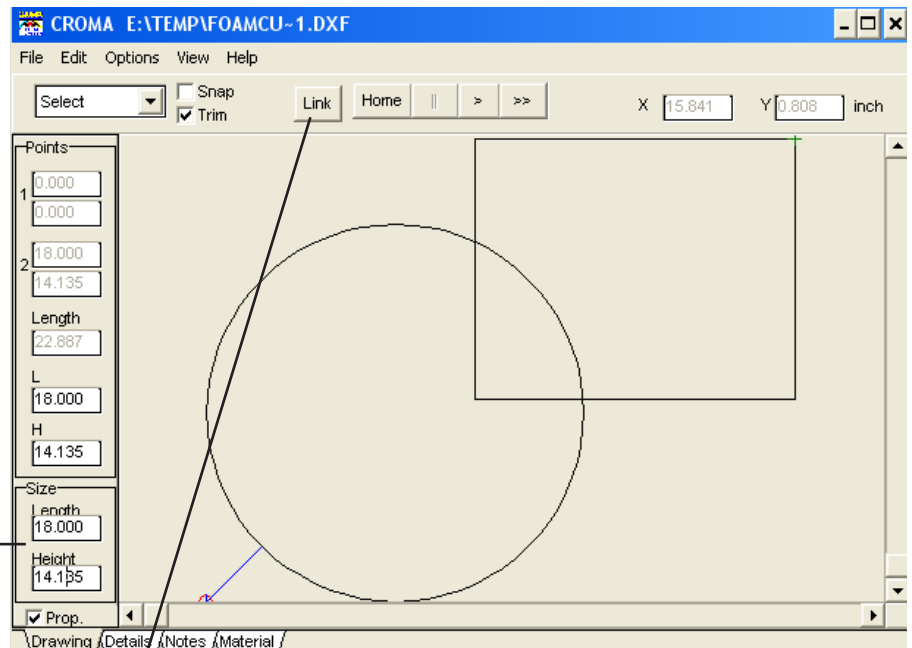 CROMA E:\TEMP\FOAMCU~1.DXF
File Edit Options View Help
Select
Snap
Trim
Link
Home || > >>
X 15.841 Y 0.808 inch
Points
1 0.000
0.000
2 18.000
14.135
Length
22.887
L
18.000
H
14.135
Size
Length
18.000
Height
14.135
Prop.
Drawing Details Notes Material